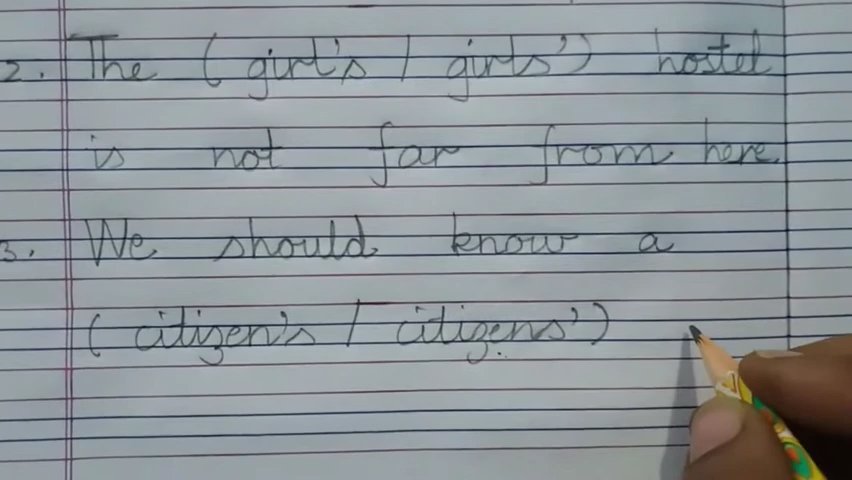 2. The (girl's / girls') hostel
is not far from here.
3. We should know a
(citizen's / citizens')